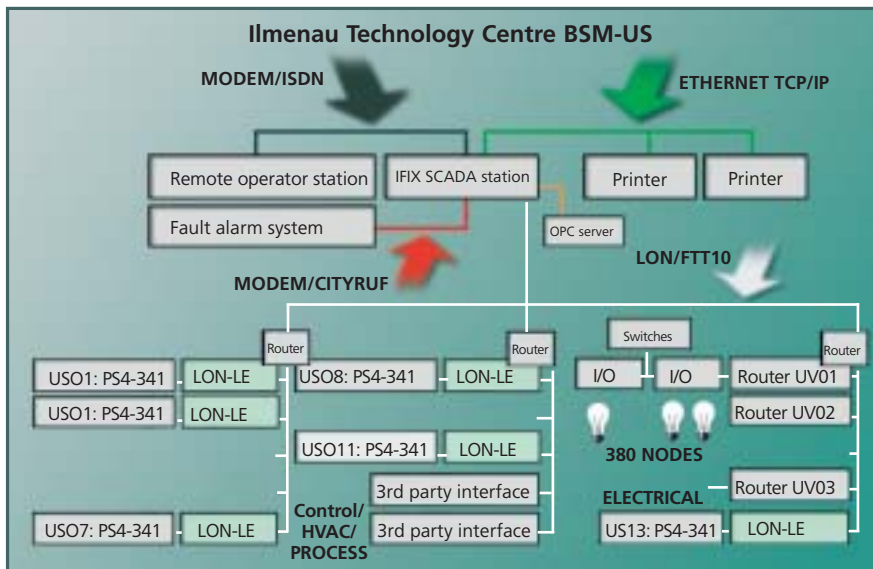 Ilmenau Technology Centre BSM-US
MODEM/ISDN
ETHERNET TCP/IP
Remote operator station
IFIX SCADA station
Printer
Printer
Fault alarm system
OPC server
MODEM/CITYRUF
LON/FTT10
Router
Router
Switches
Router
USO1: PS4-341
LON-LE
USO8: PS4-341
LON-LE
I/O
I/O
Router UV01
USO1: PS4-341
LON-LE
Router UV02
USO11: PS4-341
LON-LE
380 NODES
3rd party interface
ELECTRICAL
Router UV03
Control/
HVAC/
PROCESS
USO7: PS4-341
LON-LE
3rd party interface
US13: PS4-341
LON-LE